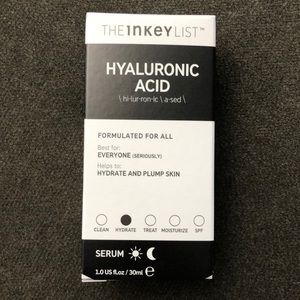 THE INKEY LIST™
HYALURONIC
ACID
\ hi-lur-ron-ic \ a-sed \
FORMULATED FOR ALL
Best for:
EVERYONE (SERIOUSLY)
Helps to:
HYDRATE AND PLUMP SKIN
CLEAN HYDRATE TREAT MOISTURIZE SPF
SERUM
1.0 US fl.oz / 30ml ℮